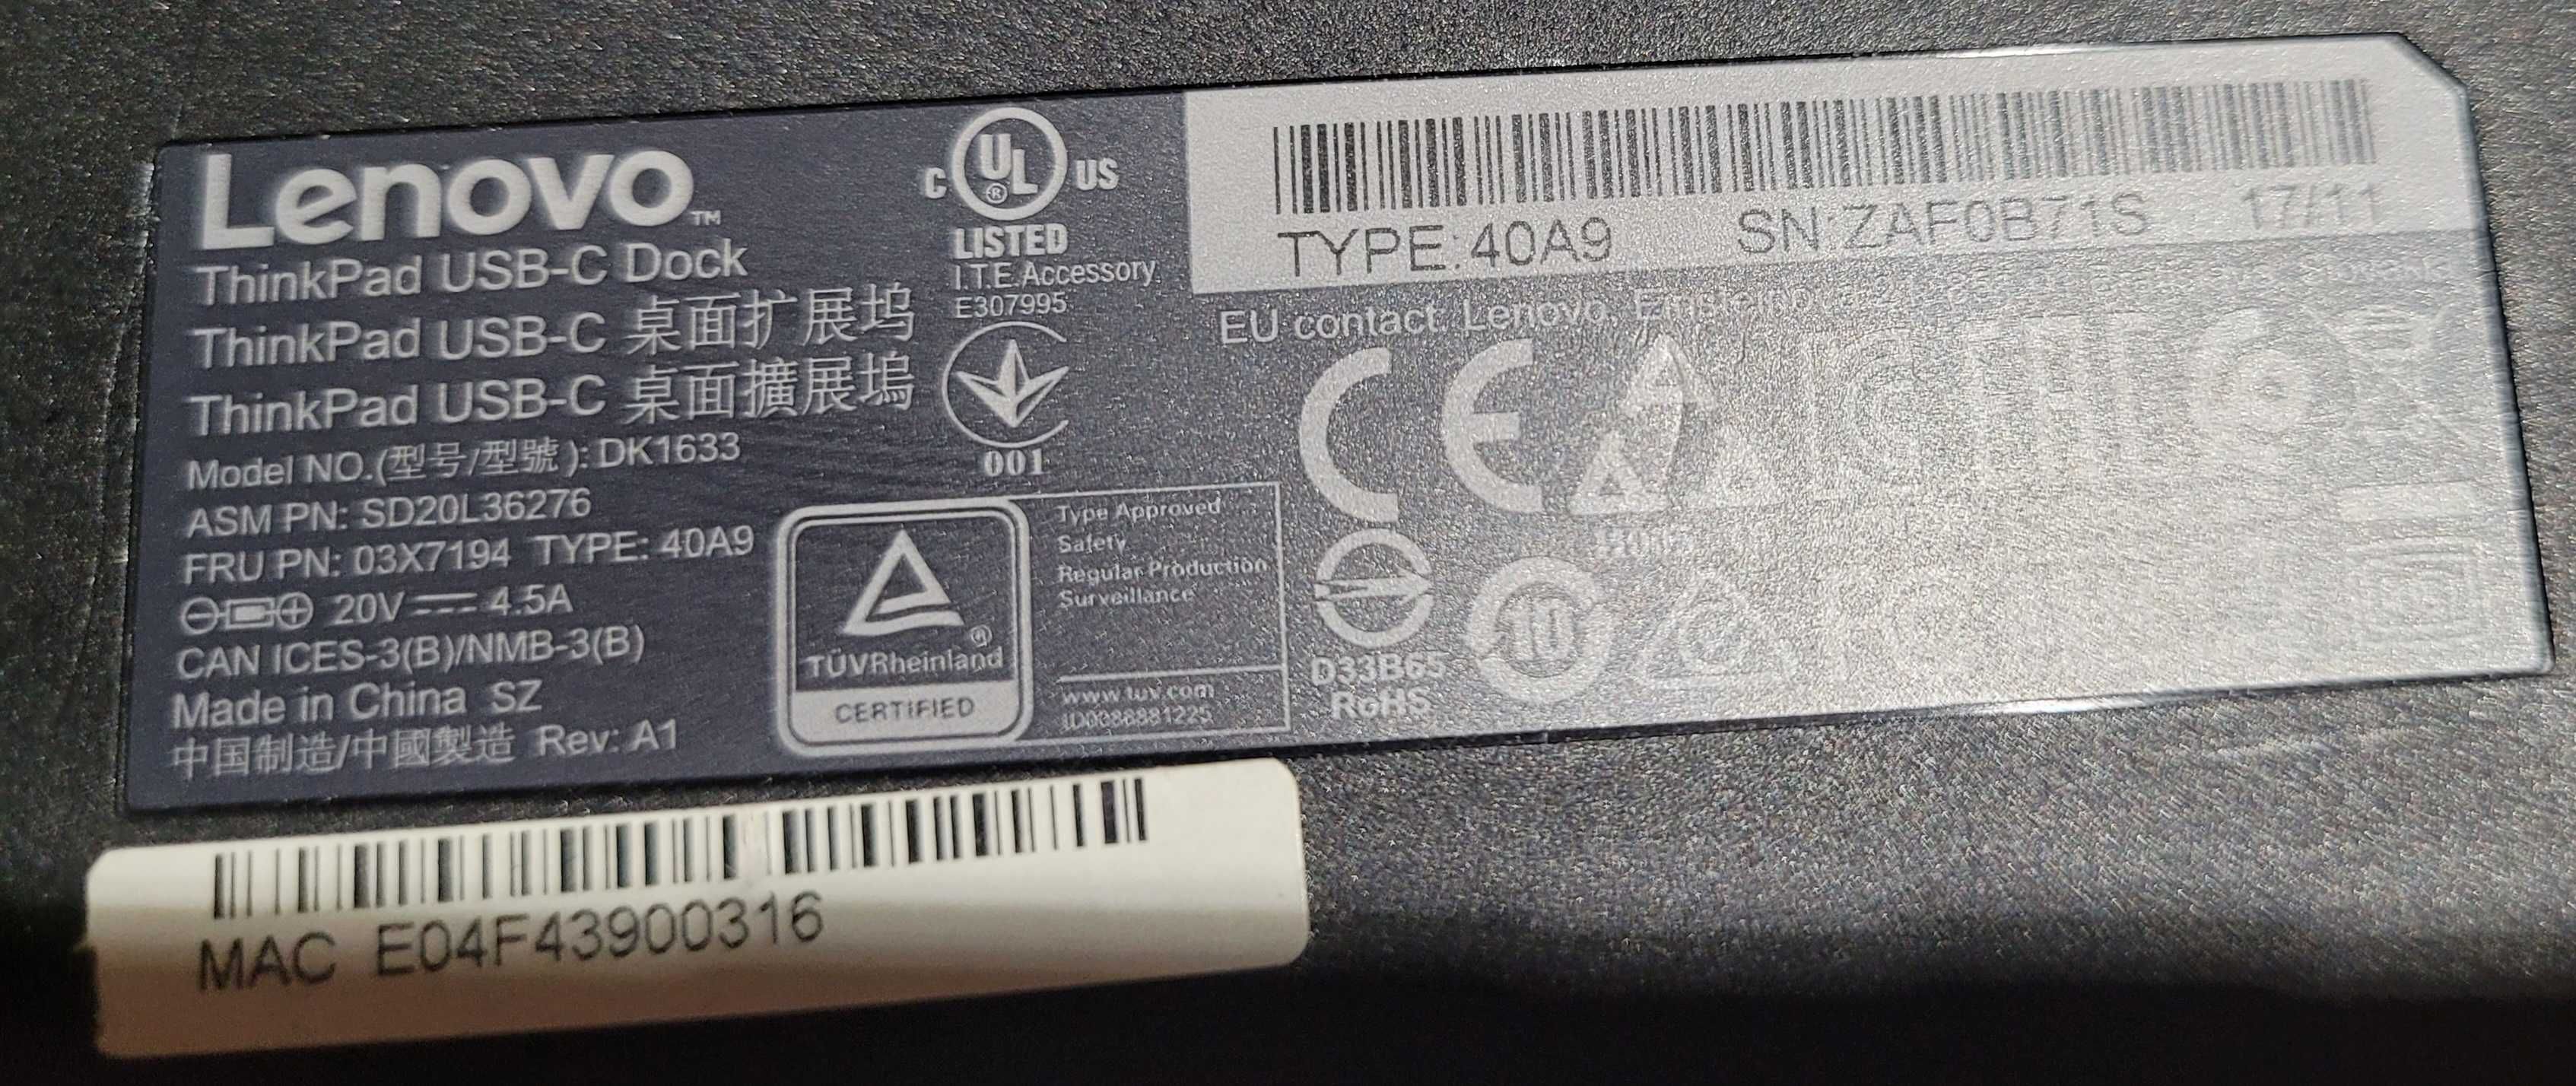 Lenovo™
ThinkPad USB-C Dock
ThinkPad USB-C 桌面扩展坞
ThinkPad USB-C 桌面擴展塢
Model NO.(型号/型號): DK1633
ASM PN: SD20L36276
FRU PN: 03X7194 TYPE: 40A9
20V 4.5A
CAN ICES-3(B)/NMB-3(B)
Made in China SZ
中国制造/中國製造 Rev: A1
C UL® US
LISTED
I.T.E.Accessory
E307995
001
TÜVRheinland®
CERTIFIED
Type Approved
Safety
Regular Production
Surveillance
www.tuv.com
ID0086881225
TYPE:40A9 SN:ZAF0B71S 17/11
EU contact: Lenovo,
CE
D33B65
RoHS
10
MAC E04F43900316